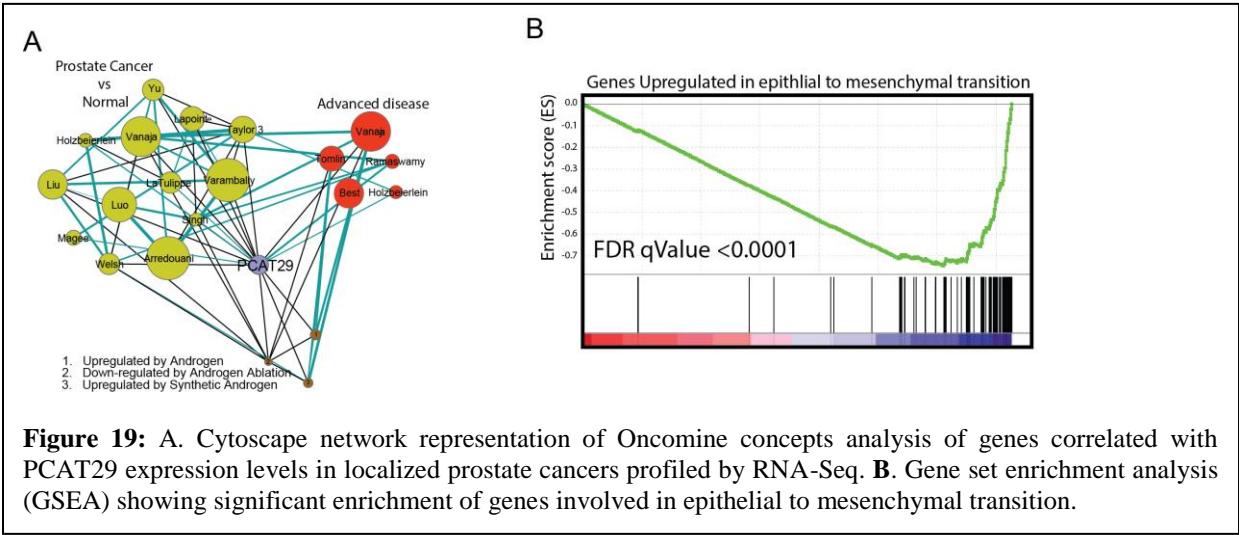 A
Prostate Cancer
vs
Normal
Yu
Lapointe
Taylor 3
Vanaja
Holzbeierlein
LaTulippe
Varambally
Liu
Luo
Singh
Magee
Arredouani
Welsh
PCAT29
Advanced disease
Vanaja
Tomlin
Ramaswamy
Best
Holzbeierlein
1
1. Upregulated by Androgen
2. Down-regulated by Androgen Ablation
3. Upregulated by Synthetic Androgen
B
Genes Upregulated in epithlial to mesenchymal transition
Enrichment score (ES)
0.0
-0.1
-0.2
-0.3
-0.4
-0.5
-0.6
-0.7
FDR qValue <0.0001
Figure 19: A. Cytoscape network representation of Oncomine concepts analysis of genes correlated with
PCAT29 expression levels in localized prostate cancers profiled by RNA-Seq. B. Gene set enrichment analysis
(GSEA) showing significant enrichment of genes involved in epithelial to mesenchymal transition.